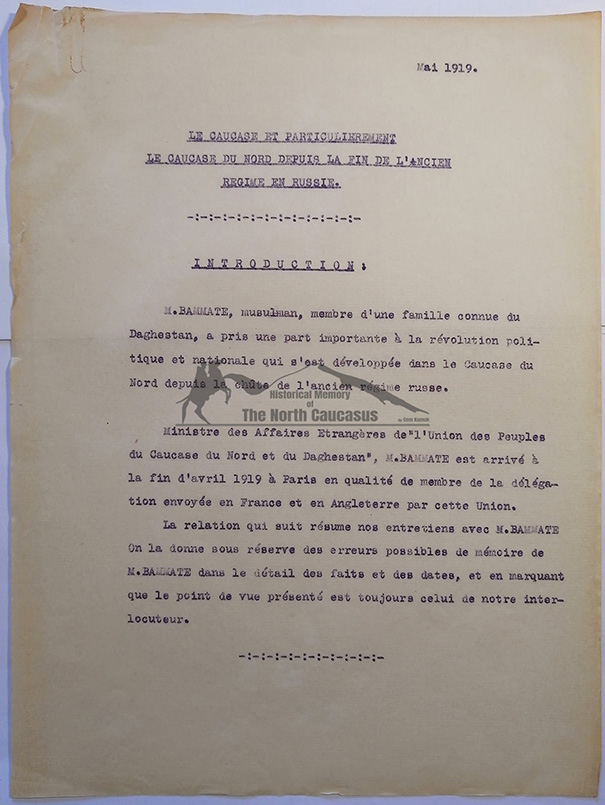 Mai 1919.
LE CAUCASE ET PARTICULIEREMENT
LE CAUCASE DU NORD DEPUIS LA FIN DE L'ANCIEN
REGIME EN RUSSIE.
-:-:-:-:-:-:-:-:-:-:-:-
INTRODUCTION :
M.BAMMATE, musulman, membre d'une famille connue du
Daghestan, a pris une part importante à la révolution poli-
tique et nationale qui s'est développée dans le Caucase du
Nord depuis la chûte de l'ancien régime russe.
Historical Memory
of
The North Caucasus
Ministre des Affaires Etrangères de"l'Union des Peuples
du Caucase du Nord et du Daghestan", M.BAMMATE est arrivé à
la fin d'avril 1919 à Paris en qualité de membre de la déléga-
tion envoyée en France et en Angleterre par cette Union.
La relation qui suit résume nos entretiens avec M.BAMMATE
On la donne sous réserve des erreurs possibles de mémoire de
M.BAMMATE dans le détail des faits et des dates, et en marquant
que le point de vue présenté est toujours celui de notre inter-
locuteur.
-:-:-:-:-:-:-:-:-:-